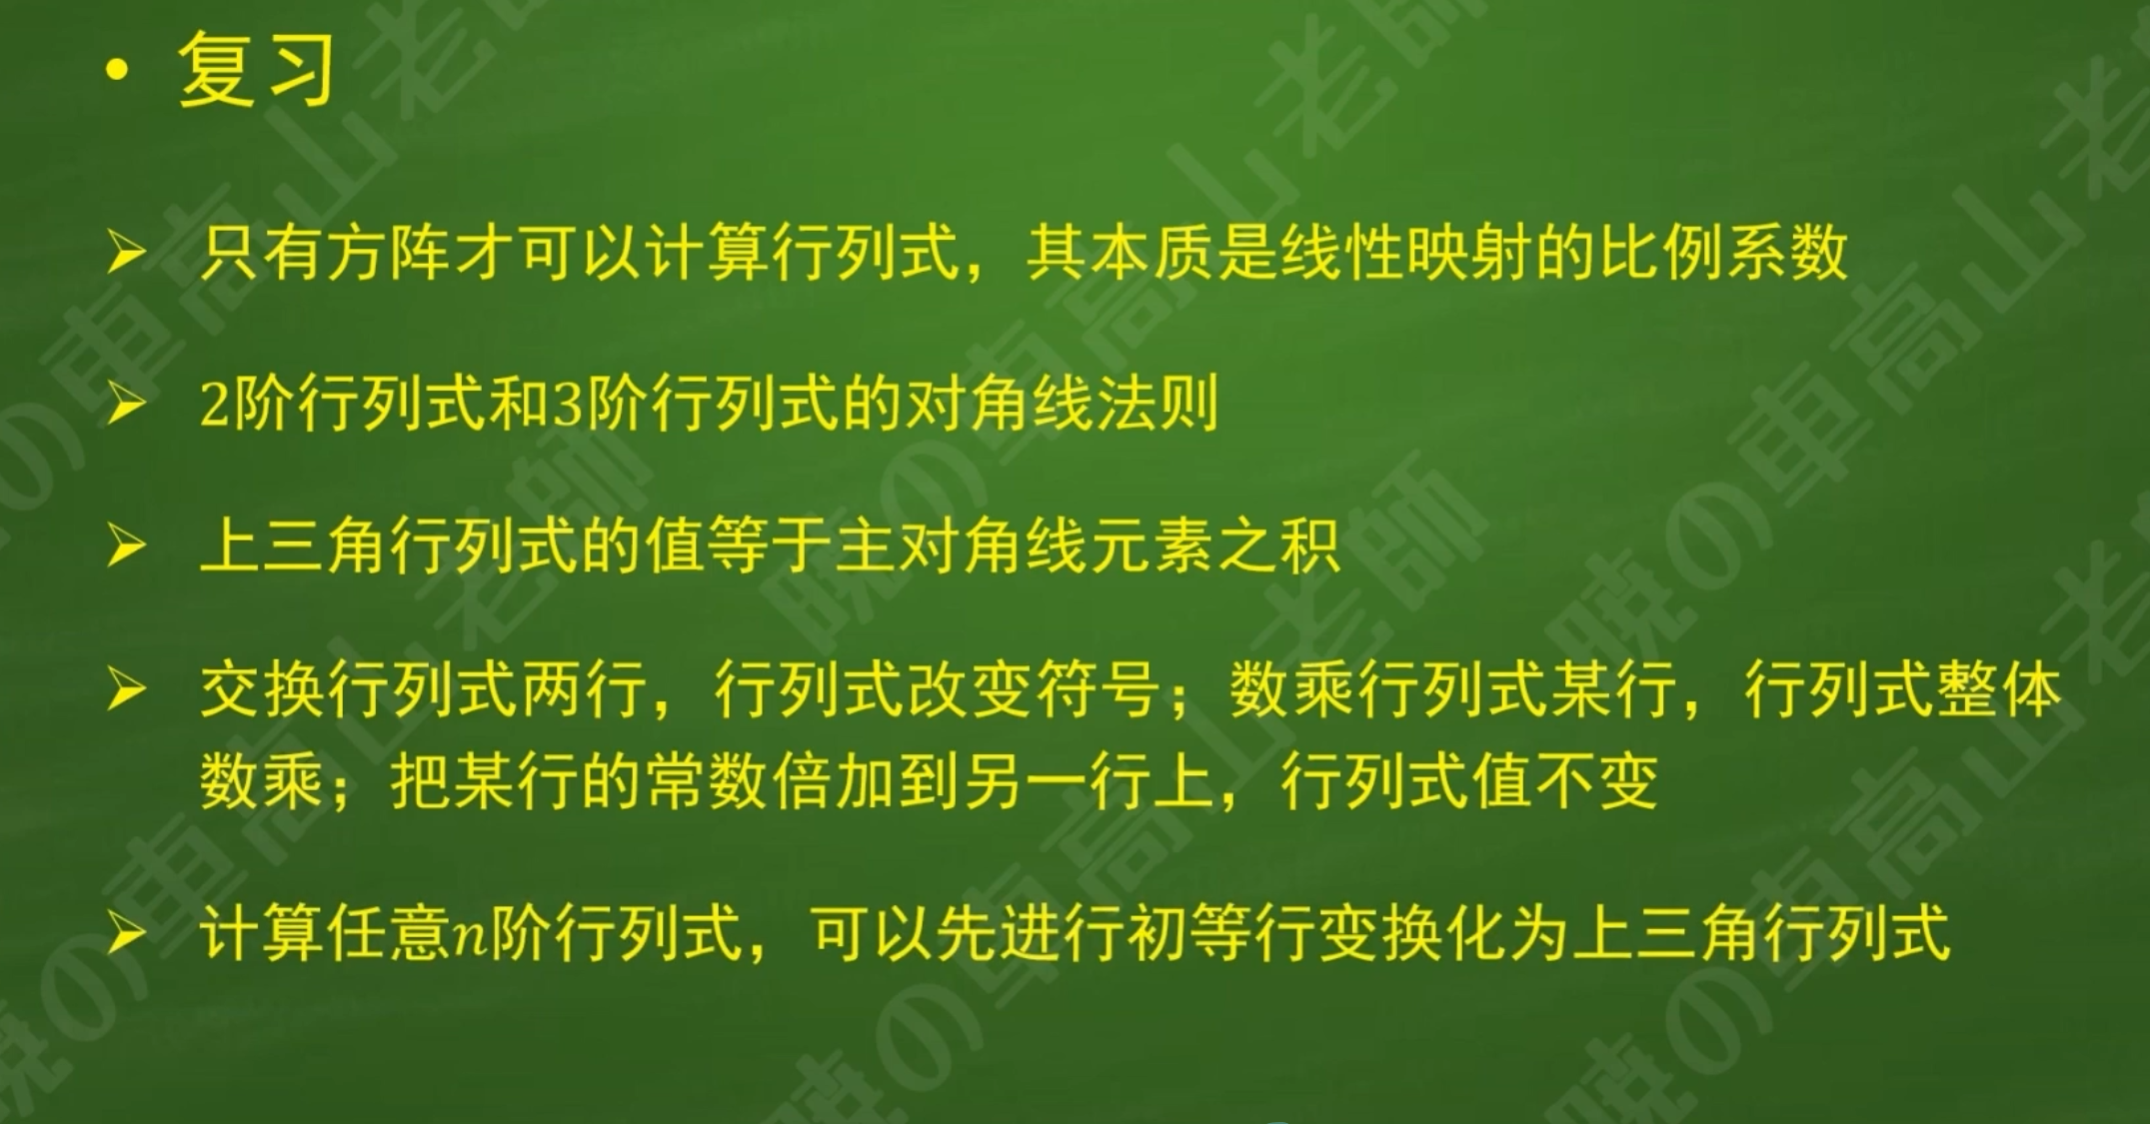 • 复习
➢ 只有方阵才可以计算行列式，其本质是线性映射的比例系数
➢ 2阶行列式和3阶行列式的对角线法则
➢ 上三角行列式的值等于主对角线元素之积
➢ 交换行列式两行，行列式改变符号；数乘行列式某行，行列式整体
数乘；把某行的常数倍加到另一行上，行列式值不变
➢ 计算任意n阶行列式，可以先进行初等行变换化为上三角行列式
暁の車高山老師